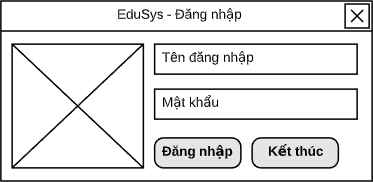 EduSys - Đăng nhập
Tên đăng nhập
Mật khẩu
Đăng nhập
Kết thúc